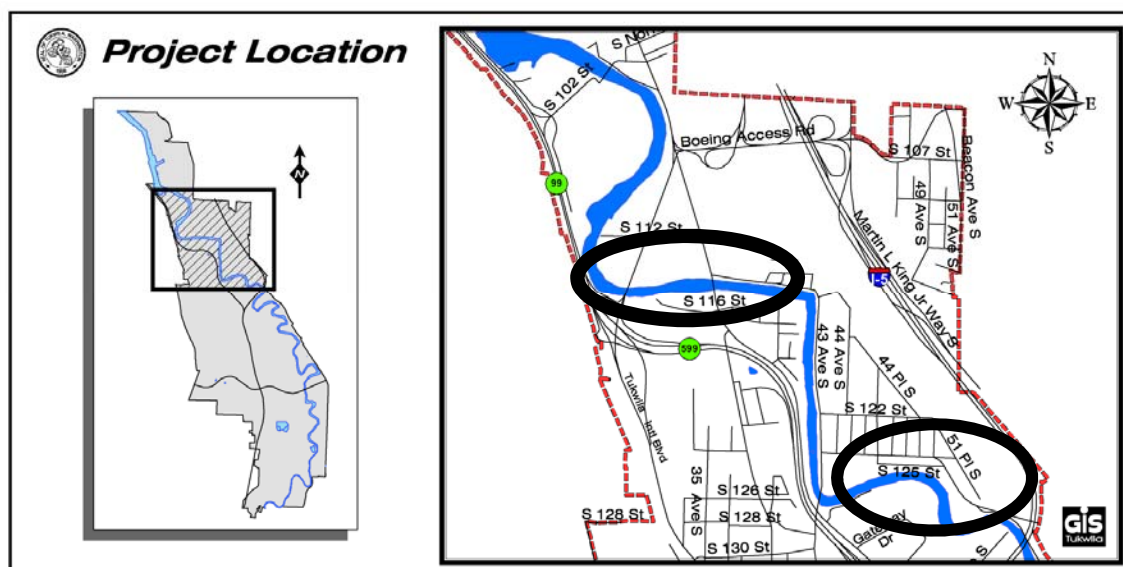 Project Location
N
S Nor
S 102 St
N
W
E
S
Boeing Access Rd
S 107 St
Beacon Ave S
99
49 Ave S
51 Ave S
S 112 St
Martin L King Jr Way S
I-5
S 116 St
43 Ave S
44 Ave S
599
44 Pl S
Tukwila Intl Blvd
S 122 St
51 Pl S
S 125 St
35 Ave S
S 126 St
S 128 St
S 128 St
Gateway Dr
S 130 St
S
GIS
Tukwila